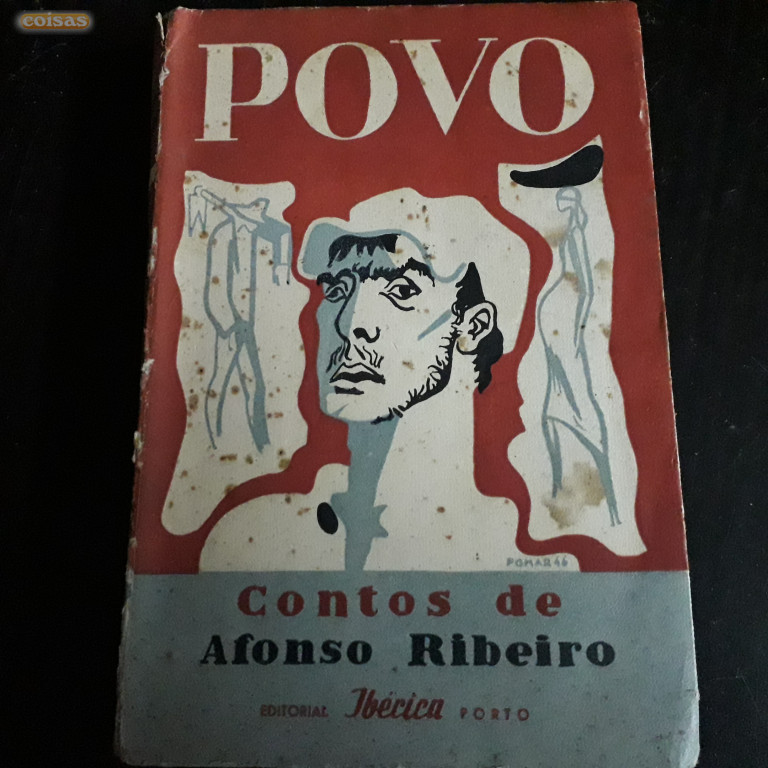 coisas
POVO
POMAR 46
Contos de
Afonso Ribeiro
EDITORIAL Ibérica PORTO